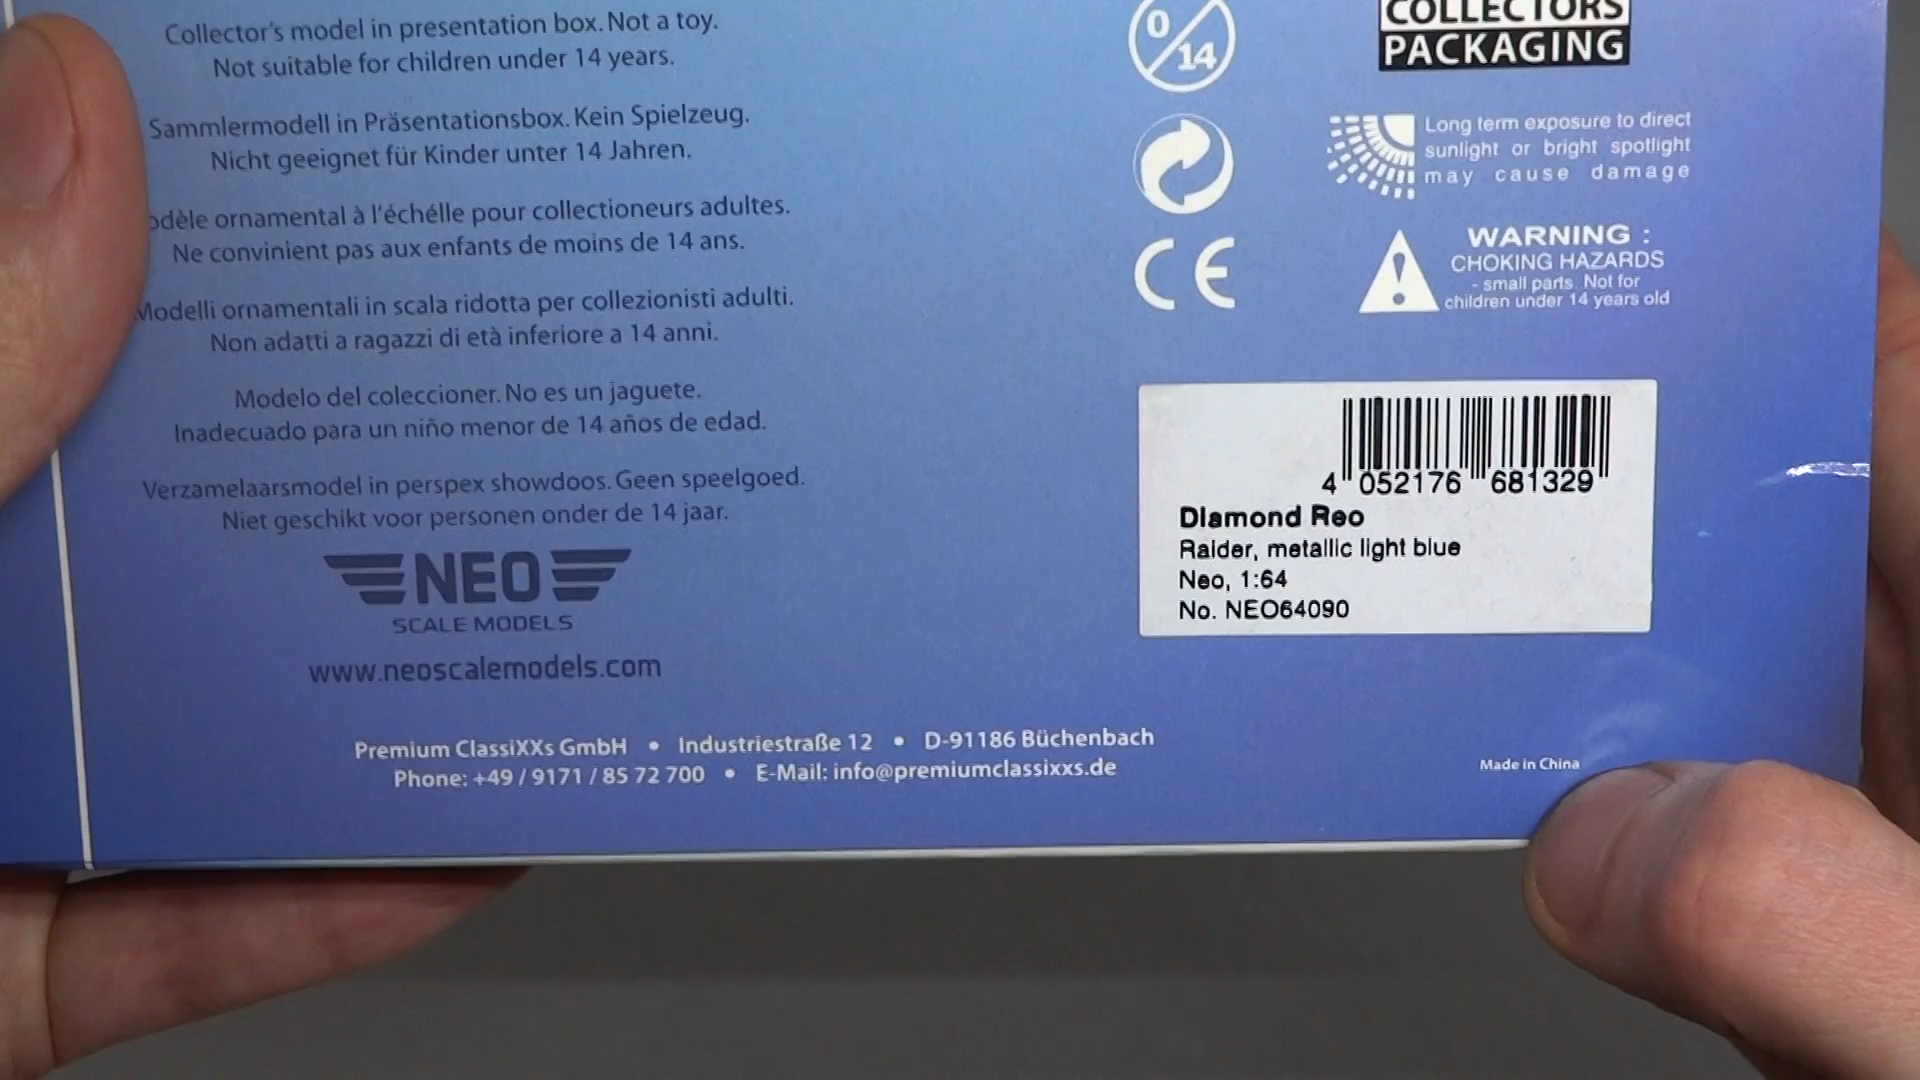 Collector's model in presentation box. Not a toy.
Not suitable for children under 14 years.
Sammlermodell in Präsentationsbox. Kein Spielzeug.
Nicht geeignet für Kinder unter 14 Jahren.
odèle ornamental à l'échélle pour collectioneurs adultes.
Ne convinient pas aux enfants de moins de 14 ans.
Modelli ornamentali in scala ridotta per collezionisti adulti.
Non adatti a ragazzi di età inferiore a 14 anni.
Modelo del coleccioner. No es un jaguete.
Inadecuado para un niño menor de 14 años de edad.
Verzamelaarsmodel in perspex showdoos. Geen speelgoed.
Niet geschikt voor personen onder de 14 jaar.
NEO
SCALE MODELS
www.neoscalemodels.com
Premium ClassiXXs GmbH • Industriestraße 12 • D-91186 Büchenbach
Phone: +49 / 9171 / 85 72 700 • E-Mail: info@premiumclassixxs.de
0/14
CE
COLLECTORS
PACKAGING
Long term exposure to direct
sunlight or bright spotlight
may cause damage
WARNING :
CHOKING HAZARDS
- small parts. Not for
children under 14 years old
4 052176 681329
Diamond Reo
Raider, metallic light blue
Neo, 1:64
No. NEO64090
Made in China